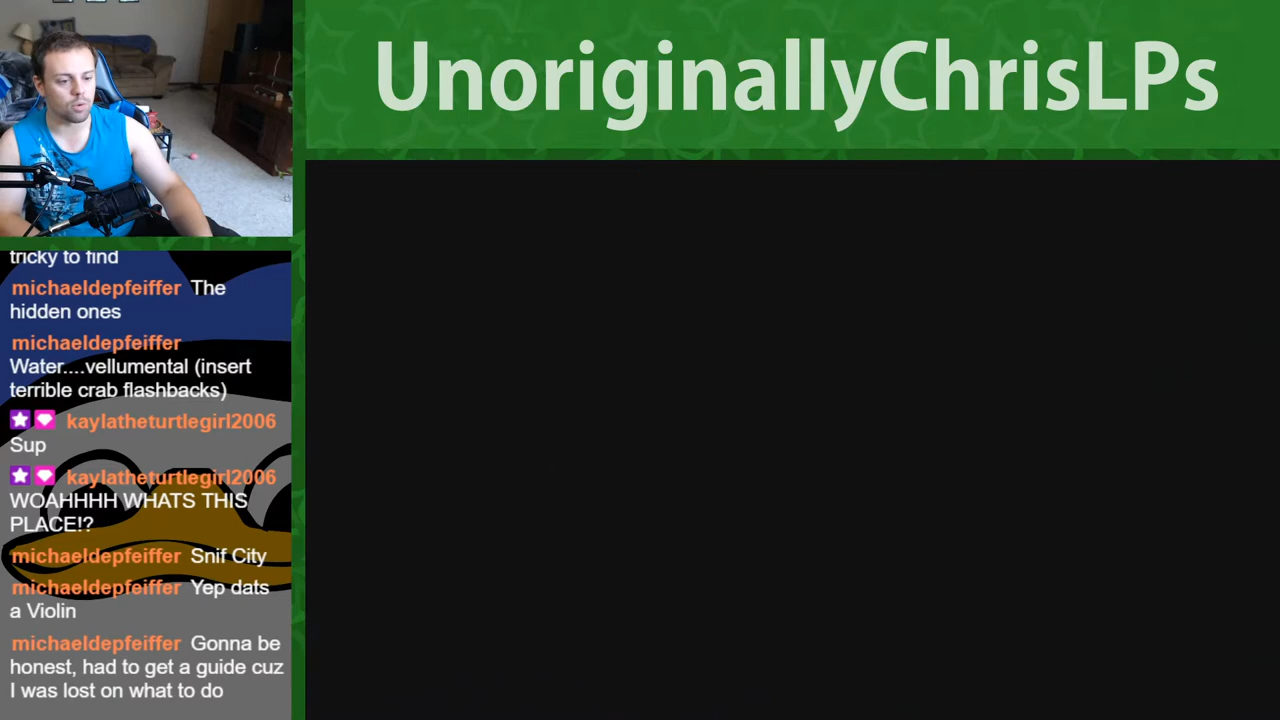 UnoriginallyChrisLPs
tricky to find
michaeldepfeiffer The
hidden ones
michaeldepfeiffer
Water....vellumental (insert
terrible crab flashbacks)
kaylatheturtlegirl2006
Sup
kaylatheturtlegirl2006
WOAHHHH WHATS THIS
PLACE!?
michaeldepfeiffer Snif City
michaeldepfeiffer Yep dats
a Violin
michaeldepfeiffer Gonna be
honest, had to get a guide cuz
I was lost on what to do